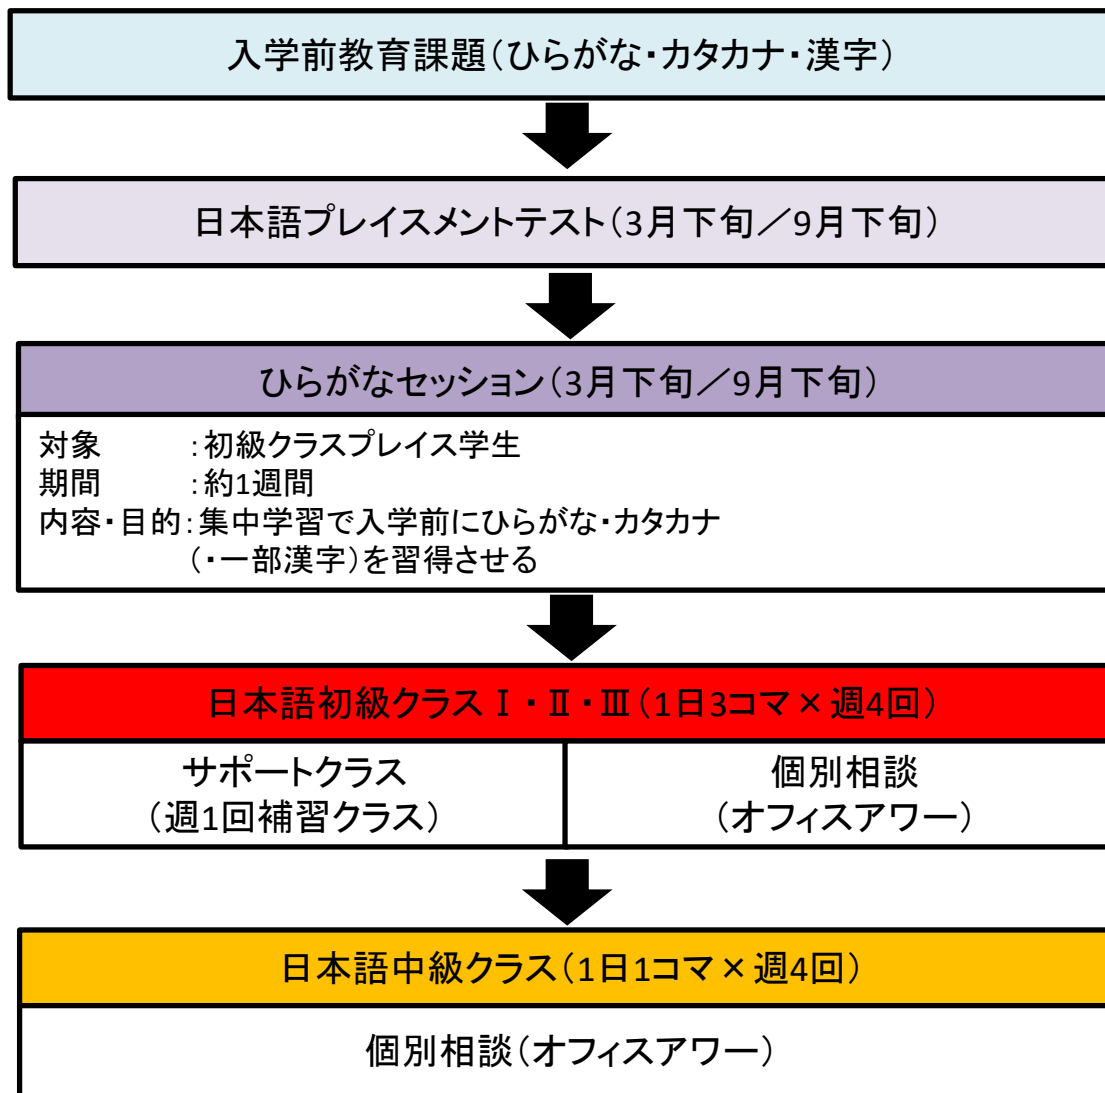 入学前教育課題（ひらがな・カタカナ・漢字）
日本語プレイスメントテスト（3月下旬／9月下旬）
ひらがなセッション（3月下旬／9月下旬）
対象　　　：初級クラスプレイス学生
期間　　　：約1週間
内容・目的：集中学習で入学前にひらがな・カタカナ
（・一部漢字）を習得させる
日本語初級クラス Ⅰ・Ⅱ・Ⅲ（1日3コマ×週4回）
サポートクラス
（週1回補習クラス）
個別相談
（オフィスアワー）
日本語中級クラス（1日1コマ×週4回）
個別相談（オフィスアワー）